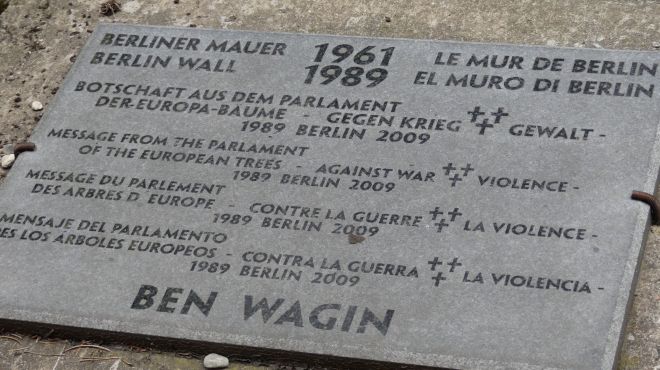 BERLINER MAUER 1961 LE MUR DE BERLIN
BERLIN WALL 1989 EL MURO DI BERLIN
BOTSCHAFT AUS DEM PARLAMENT
DER-EUROPA-BÄUME - GEGEN KRIEG ††† GEWALT -
1989 BERLIN 2009
MESSAGE FROM THE PARLAMENT
OF THE EUROPEAN TREES - AGAINST WAR ††† VIOLENCE -
1989 BERLIN 2009
MESSAGE DU PARLEMENT
DES ARBRES D EUROPE - CONTRE LA GUERRE ††† LA VIOLENCE -
1989 BERLIN 2009
MENSAJE DEL PARLAMENTO
LOS ÁRBOLES EUROPEOS - CONTRA LA GUERRA ††† LA VIOLENCIA -
1989 BERLIN 2009
BEN WAGIN